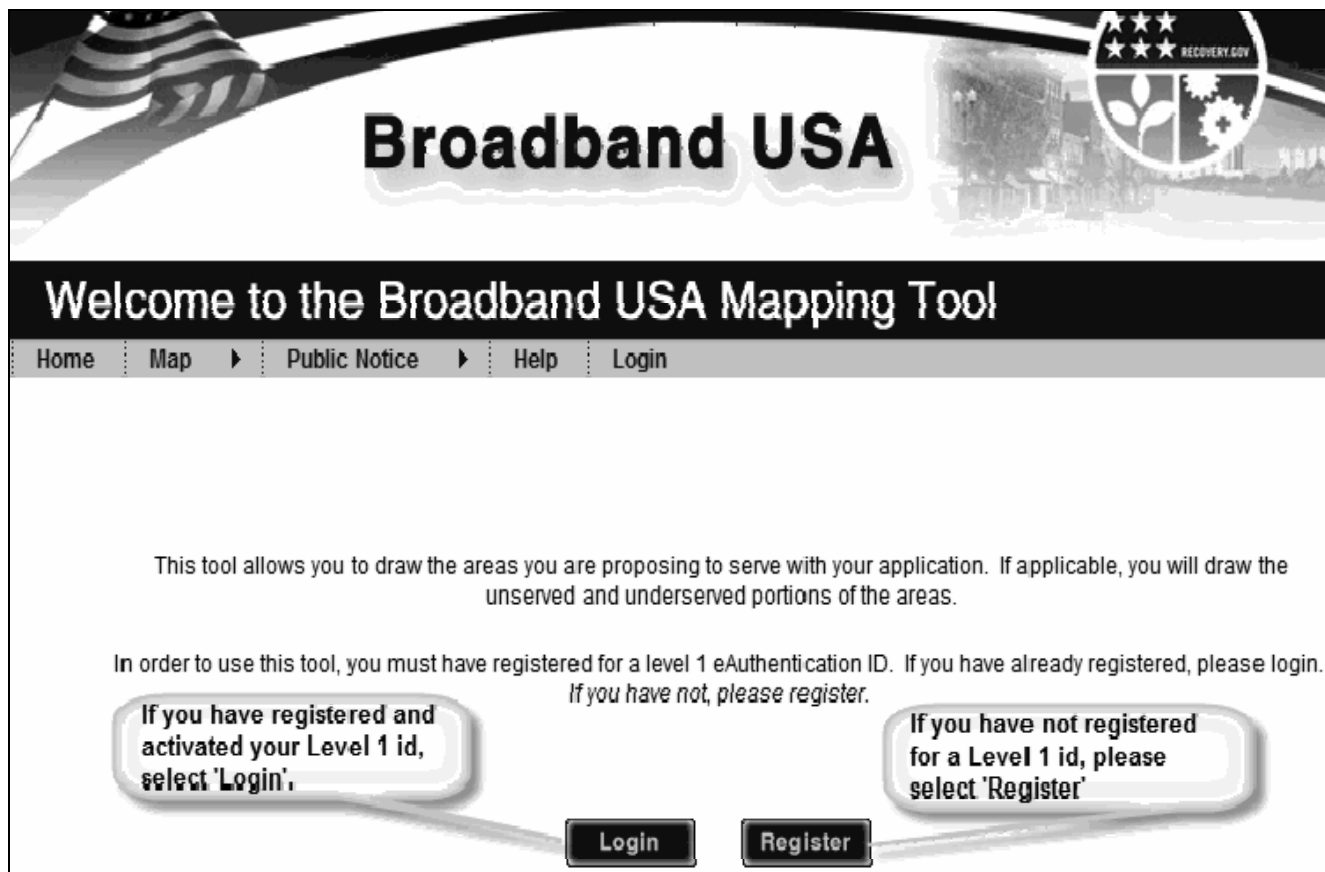 RECOVERY.GOV
Broadband USA
Welcome to the Broadband USA Mapping Tool
Home Map Public Notice Help Login
This tool allows you to draw the areas you are proposing to serve with your application. If applicable, you will draw the
unserved and underserved portions of the areas.
In order to use this tool, you must have registered for a level 1 eAuthentication ID. If you have already registered, please login.
If you have not, please register.
If you have registered and
activated your Level 1 id,
select 'Login'.
If you have not registered
for a Level 1 id, please
select 'Register'
Login Register